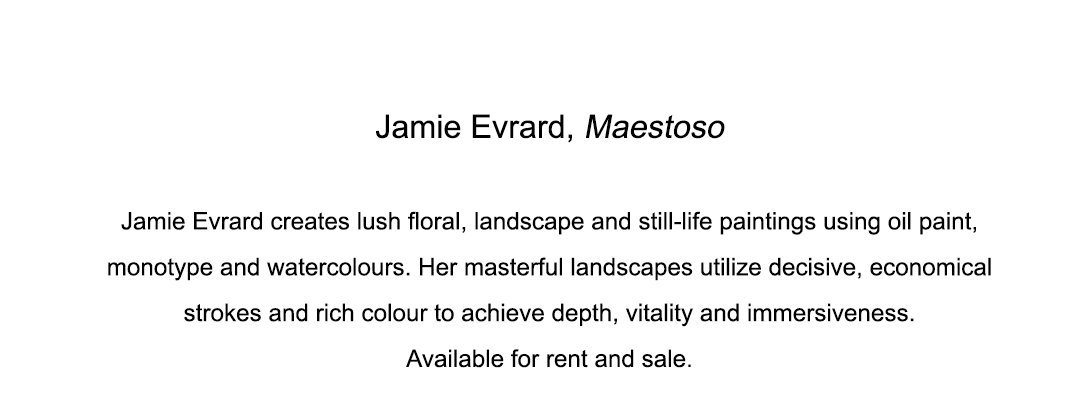 Jamie Evrard, Maestoso
Jamie Evrard creates lush floral, landscape and still-life paintings using oil paint,
monotype and watercolours. Her masterful landscapes utilize decisive, economical
strokes and rich colour to achieve depth, vitality and immersiveness.
Available for rent and sale.